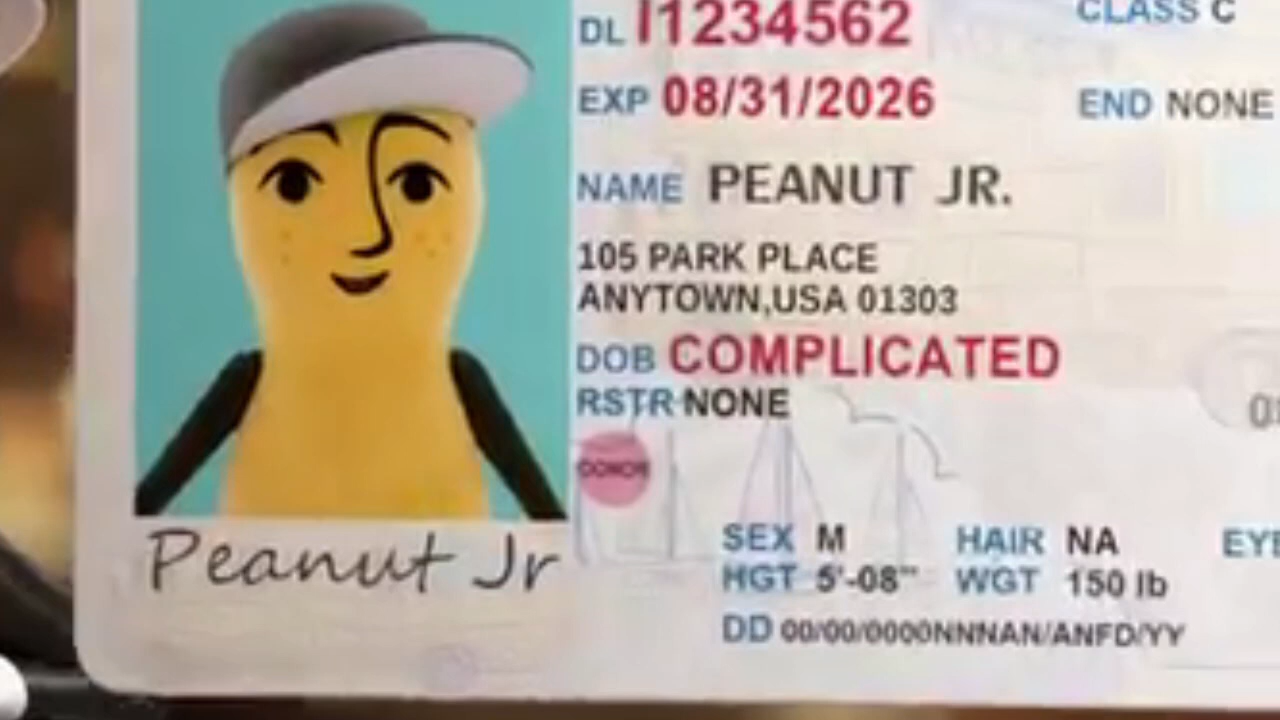 DL I1234562
CLASS C
EXP 08/31/2026
END NONE
NAME PEANUT JR.
105 PARK PLACE
ANYTOWN,USA 01303
DOB COMPLICATED
RSTR NONE
DONOR
SEX M HAIR NA
HGT 5'-08" WGT 150 lb
DD 00/00/0000NNNAN/ANFD/YY
Peanut Jr